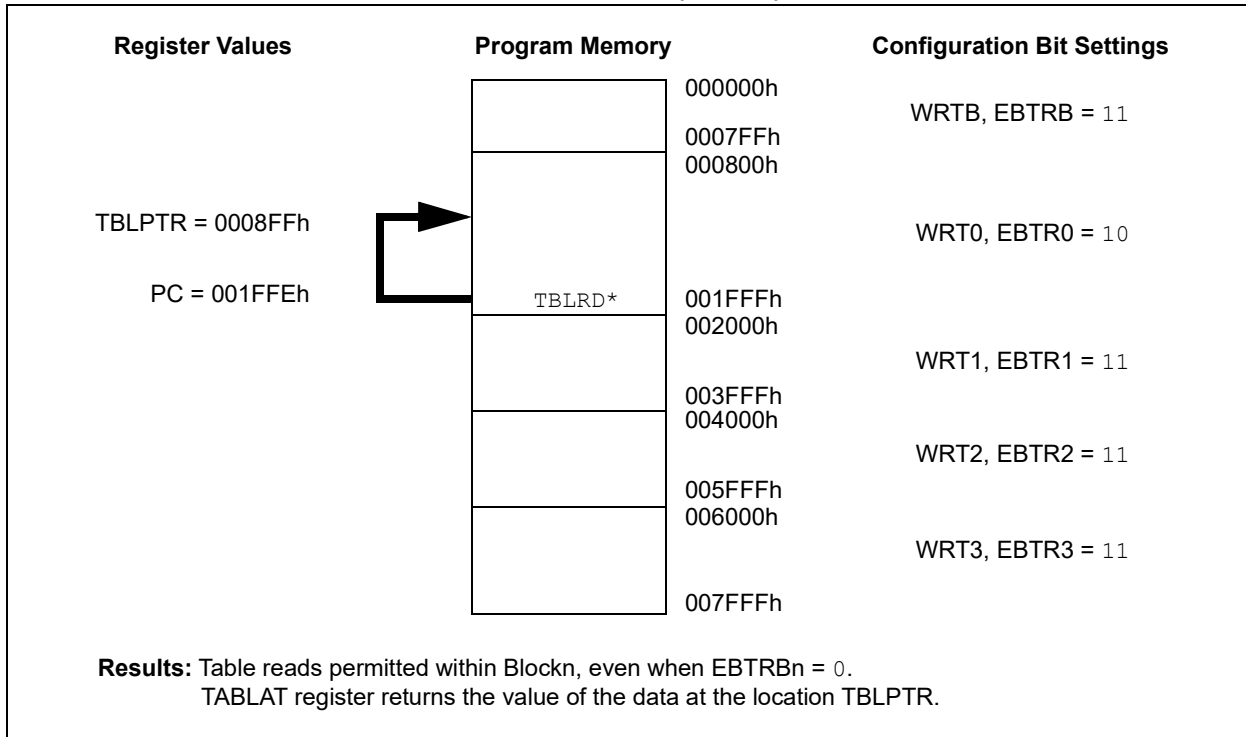 Register Values Program Memory Configuration Bit Settings
000000h
WRTB, EBTRB = 11
0007FFh
000800h
TBLPTR = 0008FFh
WRT0, EBTR0 = 10
PC = 001FFEh TBLRD* 001FFFh
002000h
WRT1, EBTR1 = 11
003FFFh
004000h
WRT2, EBTR2 = 11
005FFFh
006000h
WRT3, EBTR3 = 11
007FFFh
Results: Table reads permitted within Blockn, even when EBTRBn = 0.
TABLAT register returns the value of the data at the location TBLPTR.